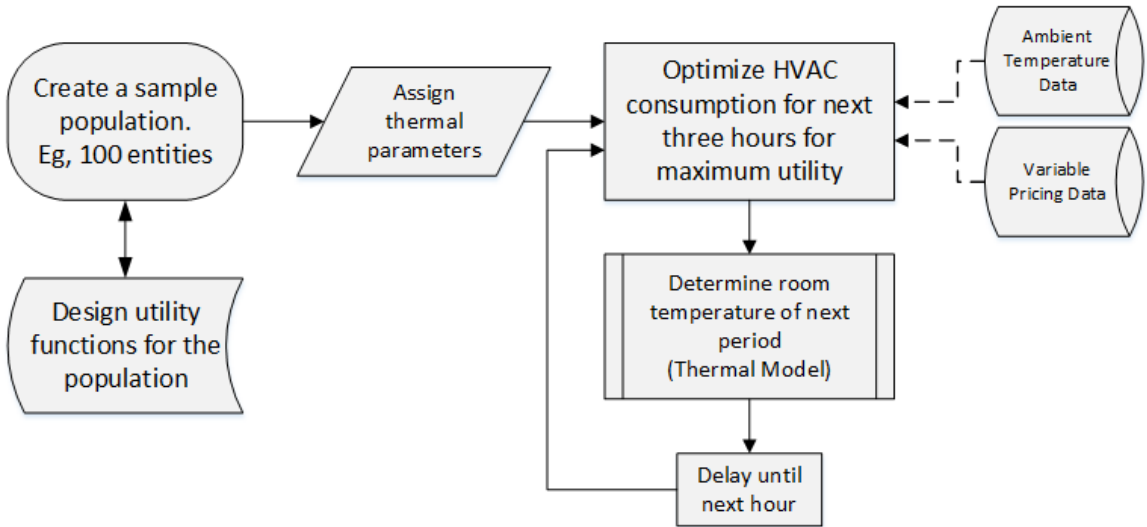 Create a sample
population.
Eg, 100 entities
Assign
thermal
parameters
Optimize HVAC
consumption for next
three hours for
maximum utility
Ambient
Temperature
Data
Variable
Pricing Data
Design utility
functions for the
population
Determine room
temperature of next
period
(Thermal Model)
Delay until
next hour